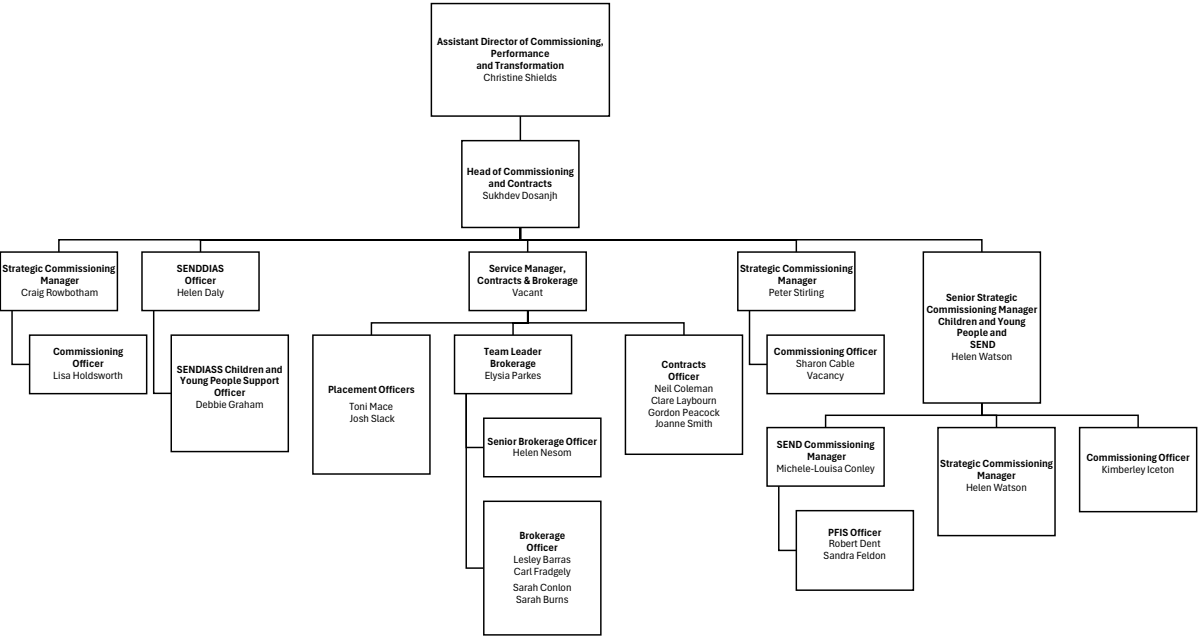 Assistant Director of Commissioning,
Performance
and Transformation
Christine Shields
Head of Commissioning
and Contracts
Sukhdev Dosanjh
Strategic Commissioning
Manager
Craig Rowbotham
SENDDIAS
Officer
Helen Daly
Service Manager,
Contracts & Brokerage
Vacant
Strategic Commissioning
Manager
Peter Stirling
Senior Strategic
Commissioning Manager
Children and Young
People and
SEND
Helen Watson
Commissioning
Officer
Lisa Holdsworth
SENDIASS Children and
Young People Support
Officer
Debbie Graham
Placement Officers
Toni Mace
Josh Slack
Team Leader
Brokerage
Elysia Parkes
Contracts
Officer
Neil Coleman
Clare Laybourn
Gordon Peacock
Joanne Smith
Commissioning Officer
Sharon Cable
Vacancy
Senior Brokerage Officer
Helen Nesom
SEND Commissioning
Manager
Michele-Louisa Conley
Strategic Commissioning
Manager
Helen Watson
Commissioning Officer
Kimberley Iceton
Brokerage
Officer
Lesley Barras
Carl Fradgely
Sarah Conlon
Sarah Burns
PFIS Officer
Robert Dent
Sandra Feldon